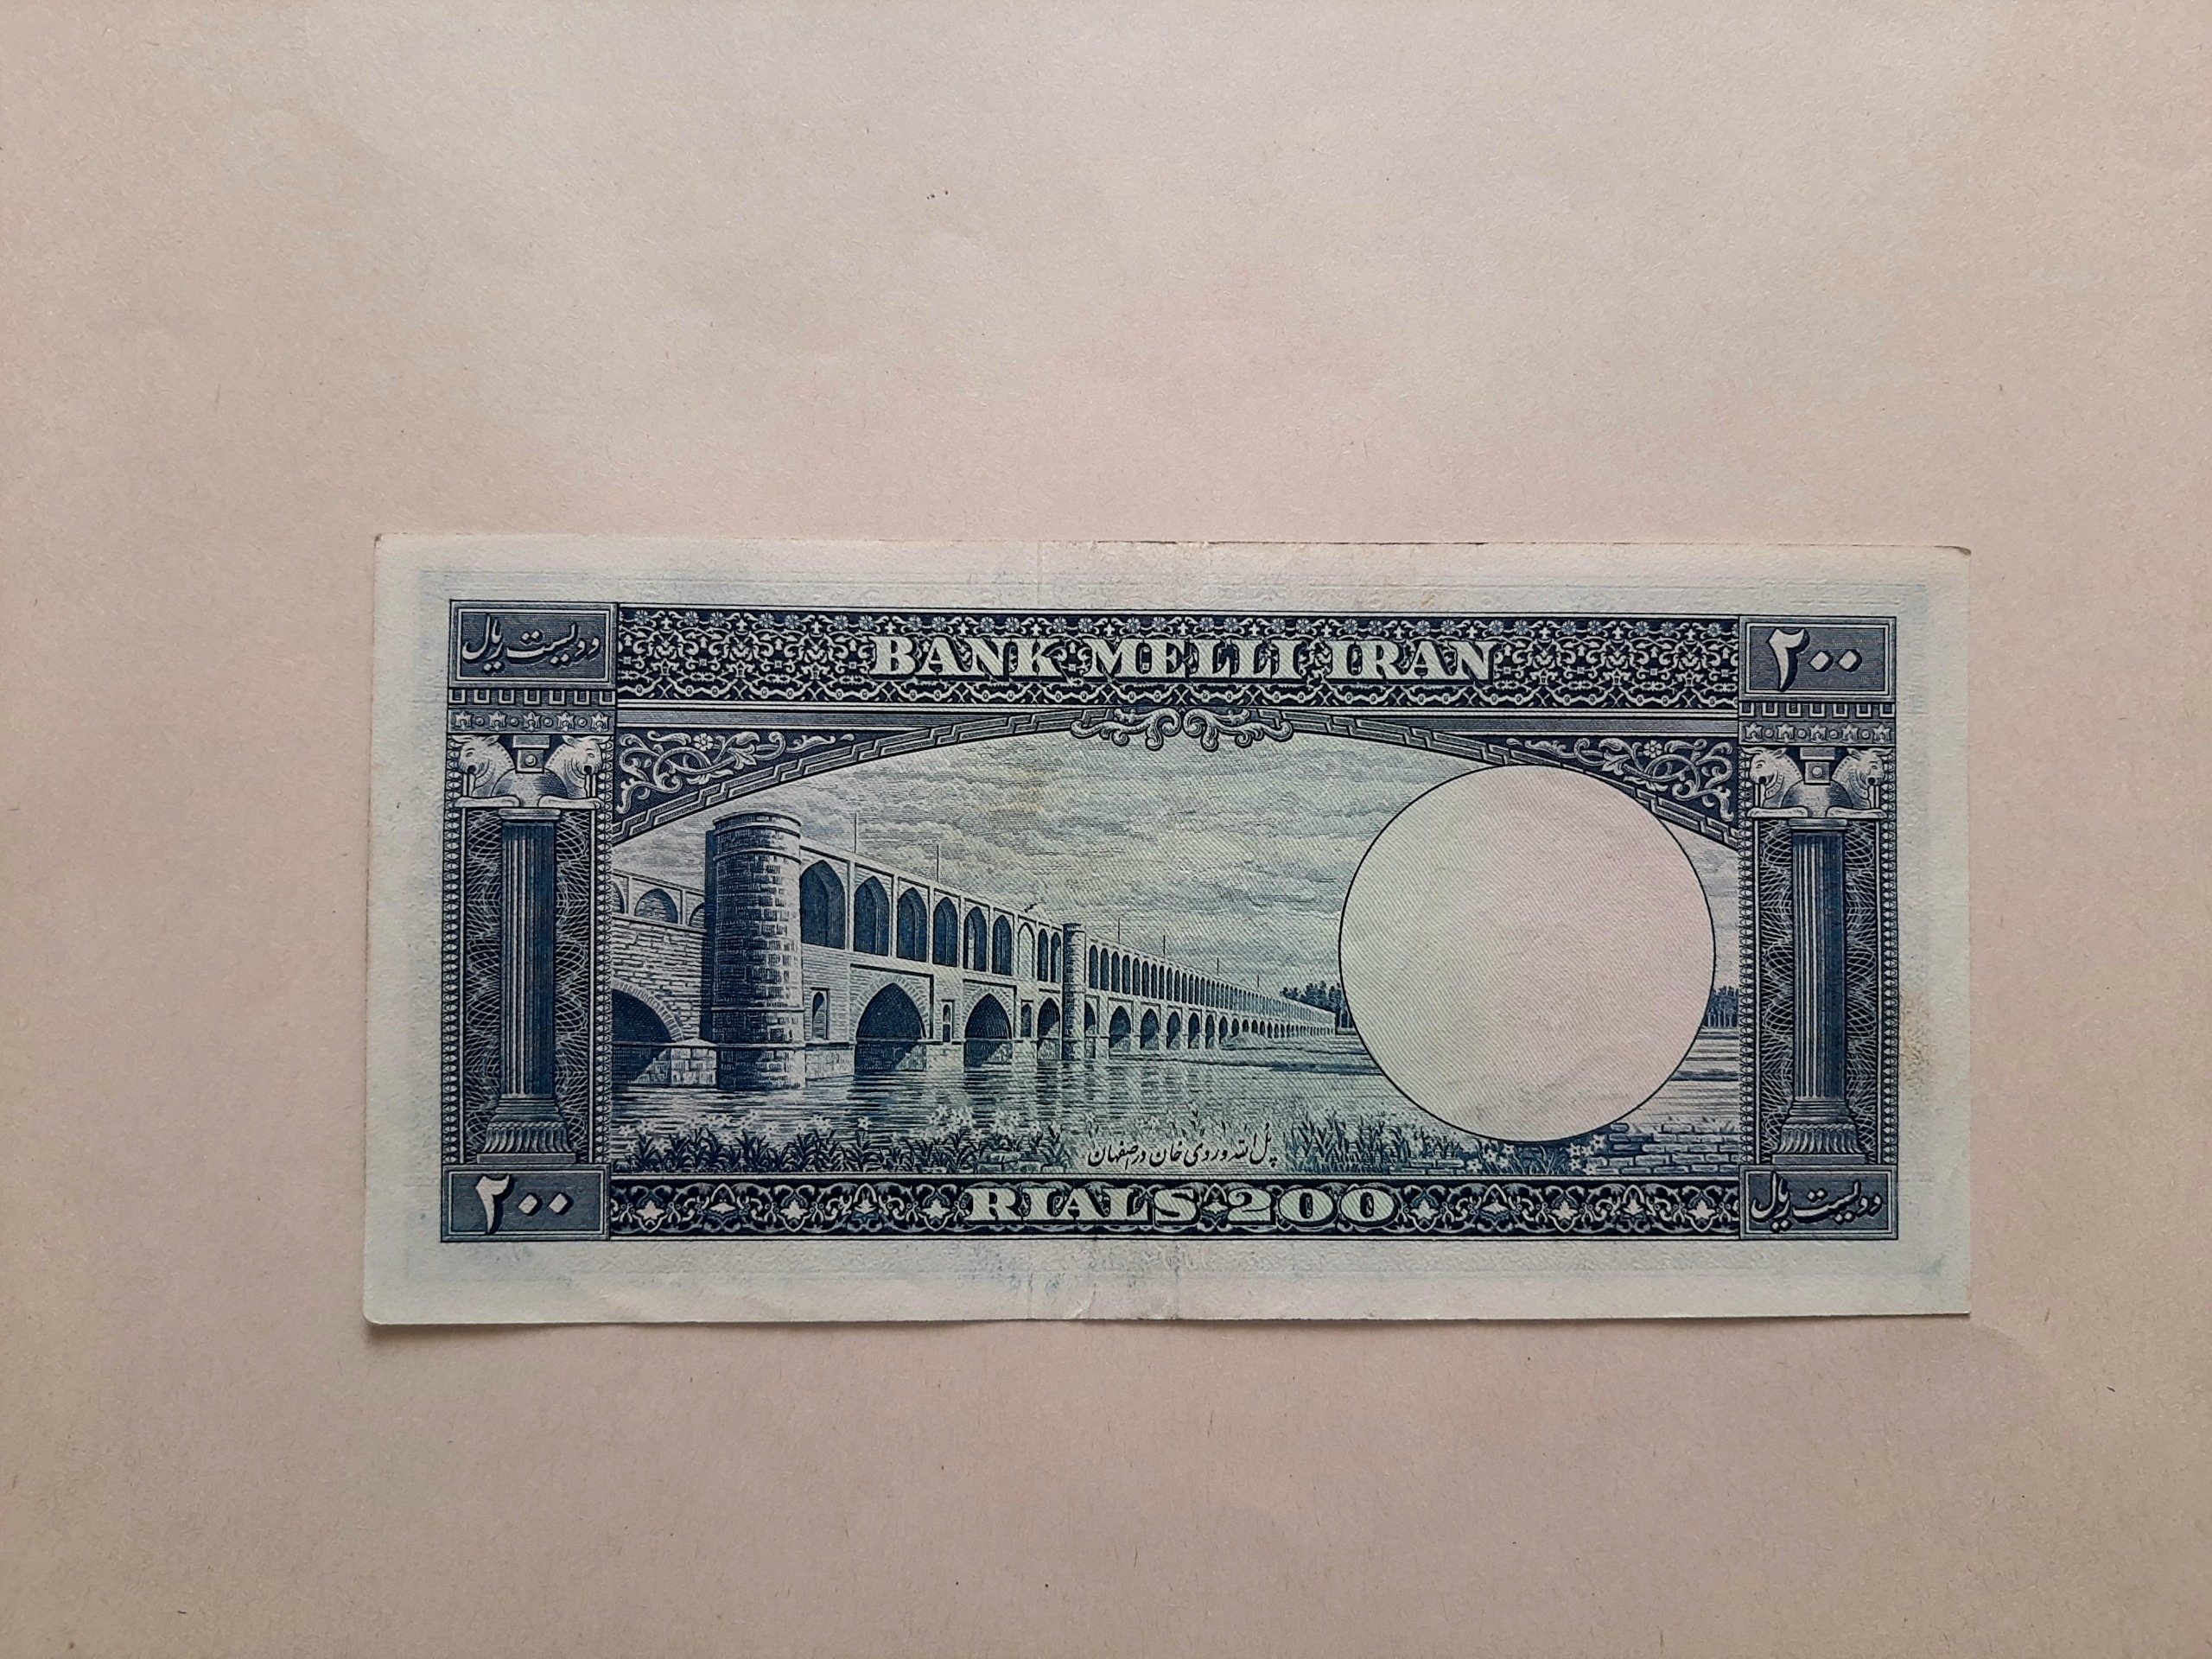 دویست ریال
BANK MELLI IRAN
۲۰۰
پل الله وردی خان در اصفهان
۲۰۰
RIALS 200
دویست ریال